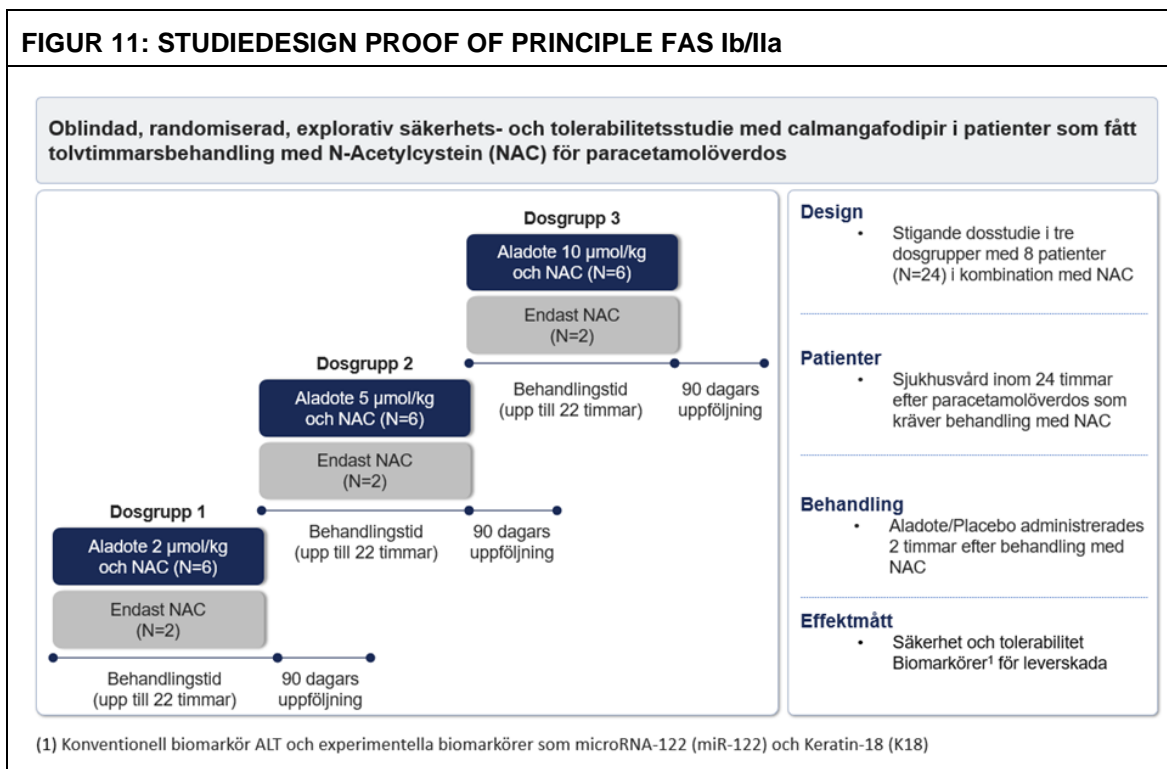 FIGUR 11: STUDIEDESIGN PROOF OF PRINCIPLE FAS Ib/IIa
Oblindad, randomiserad, explorativ säkerhets- och tolerabilitetsstudie med calmangafodipir i patienter som fått
tolvtimmarsbehandling med N-Acetylcystein (NAC) för paracetamolöverdos
Dosgrupp 1
Aladote 2 µmol/kg
och NAC (N=6)
Endast NAC
(N=2)
Behandlingstid
(upp till 22 timmar)
90 dagars
uppföljning
Dosgrupp 2
Aladote 5 µmol/kg
och NAC (N=6)
Endast NAC
(N=2)
Behandlingstid
(upp till 22 timmar)
90 dagars
uppföljning
Dosgrupp 3
Aladote 10 µmol/kg
och NAC (N=6)
Endast NAC
(N=2)
Behandlingstid
(upp till 22 timmar)
90 dagars
uppföljning
Design
• Stigande dosstudie i tre
dosgrupper med 8 patienter
(N=24) i kombination med NAC
Patienter
• Sjukhusvård inom 24 timmar
efter paracetamolöverdos som
kräver behandling med NAC
Behandling
• Aladote/Placebo administrerades
2 timmar efter behandling med
NAC
Effektmått
• Säkerhet och tolerabilitet
Biomarkörer¹ för leverskada
(1) Konventionell biomarkör ALT och experimentella biomarkörer som microRNA-122 (miR-122) och Keratin-18 (K18)